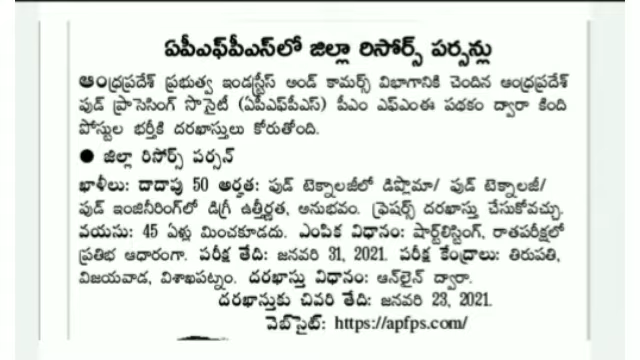 ఏపీఎఫ్‌పీఎస్‌లో జిల్లా రిసోర్స్ పర్సన్లు
ఆంధ్రప్రదేశ్ ప్రభుత్వ ఇండస్ట్రీస్ అండ్ కామర్స్ విభాగానికి చెందిన ఆంధ్రప్రదేశ్
ఫుడ్ ప్రాసెసింగ్ సొసైటీ (ఏపీఎఫ్‌పీఎస్) పీఎం ఎఫ్ఎంఈ పథకం ద్వారా కింది
పోస్టుల భర్తీకి దరఖాస్తులు కోరుతోంది.
● జిల్లా రిసోర్స్ పర్సన్
ఖాళీలు: దాదాపు 50 అర్హత: ఫుడ్ టెక్నాలజీలో డిప్లొమా/ ఫుడ్ టెక్నాలజీ/
ఫుడ్ ఇంజినీరింగ్‌లో డిగ్రీ ఉత్తీర్ణత, అనుభవం. ఫ్రెషర్స్ దరఖాస్తు చేసుకోవచ్చు.
వయసు: 45 ఏళ్లు మించకూడదు. ఎంపిక విధానం: షార్ట్‌లిస్టింగ్, రాతపరీక్షలో
ప్రతిభ ఆధారంగా. పరీక్ష తేది: జనవరి 31, 2021. పరీక్ష కేంద్రాలు: తిరుపతి,
విజయవాడ, విశాఖపట్నం. దరఖాస్తు విధానం: ఆన్‌లైన్ ద్వారా.
దరఖాస్తుకు చివరి తేది: జనవరి 23, 2021.
వెబ్‌సైట్: https://apfps.com/